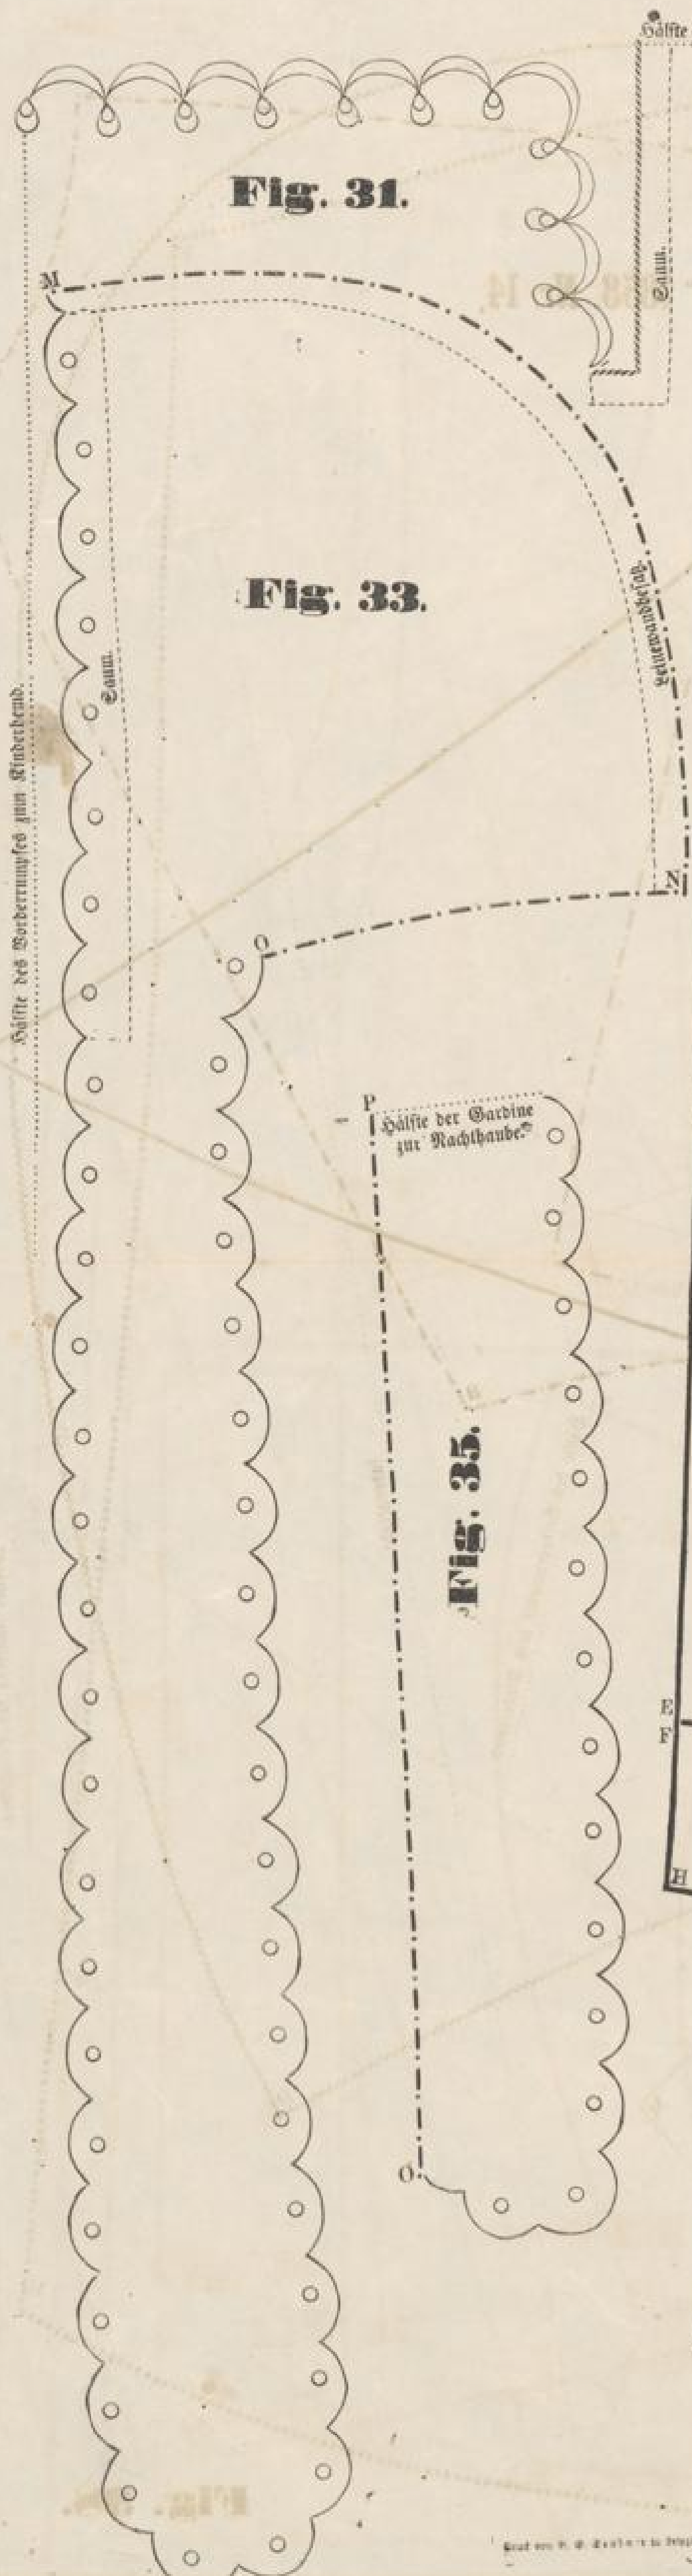 Hälfte
Fig. 31.
Saum.
M
Fig. 33.
Leinewandbesatz.
Saum.
Hälfte des Vorderrumpfes zum Kinderhemd.
N
O
P
Hälfte der Gardine
zur Nachthaube.
Fig. 35.
E
F
H
O